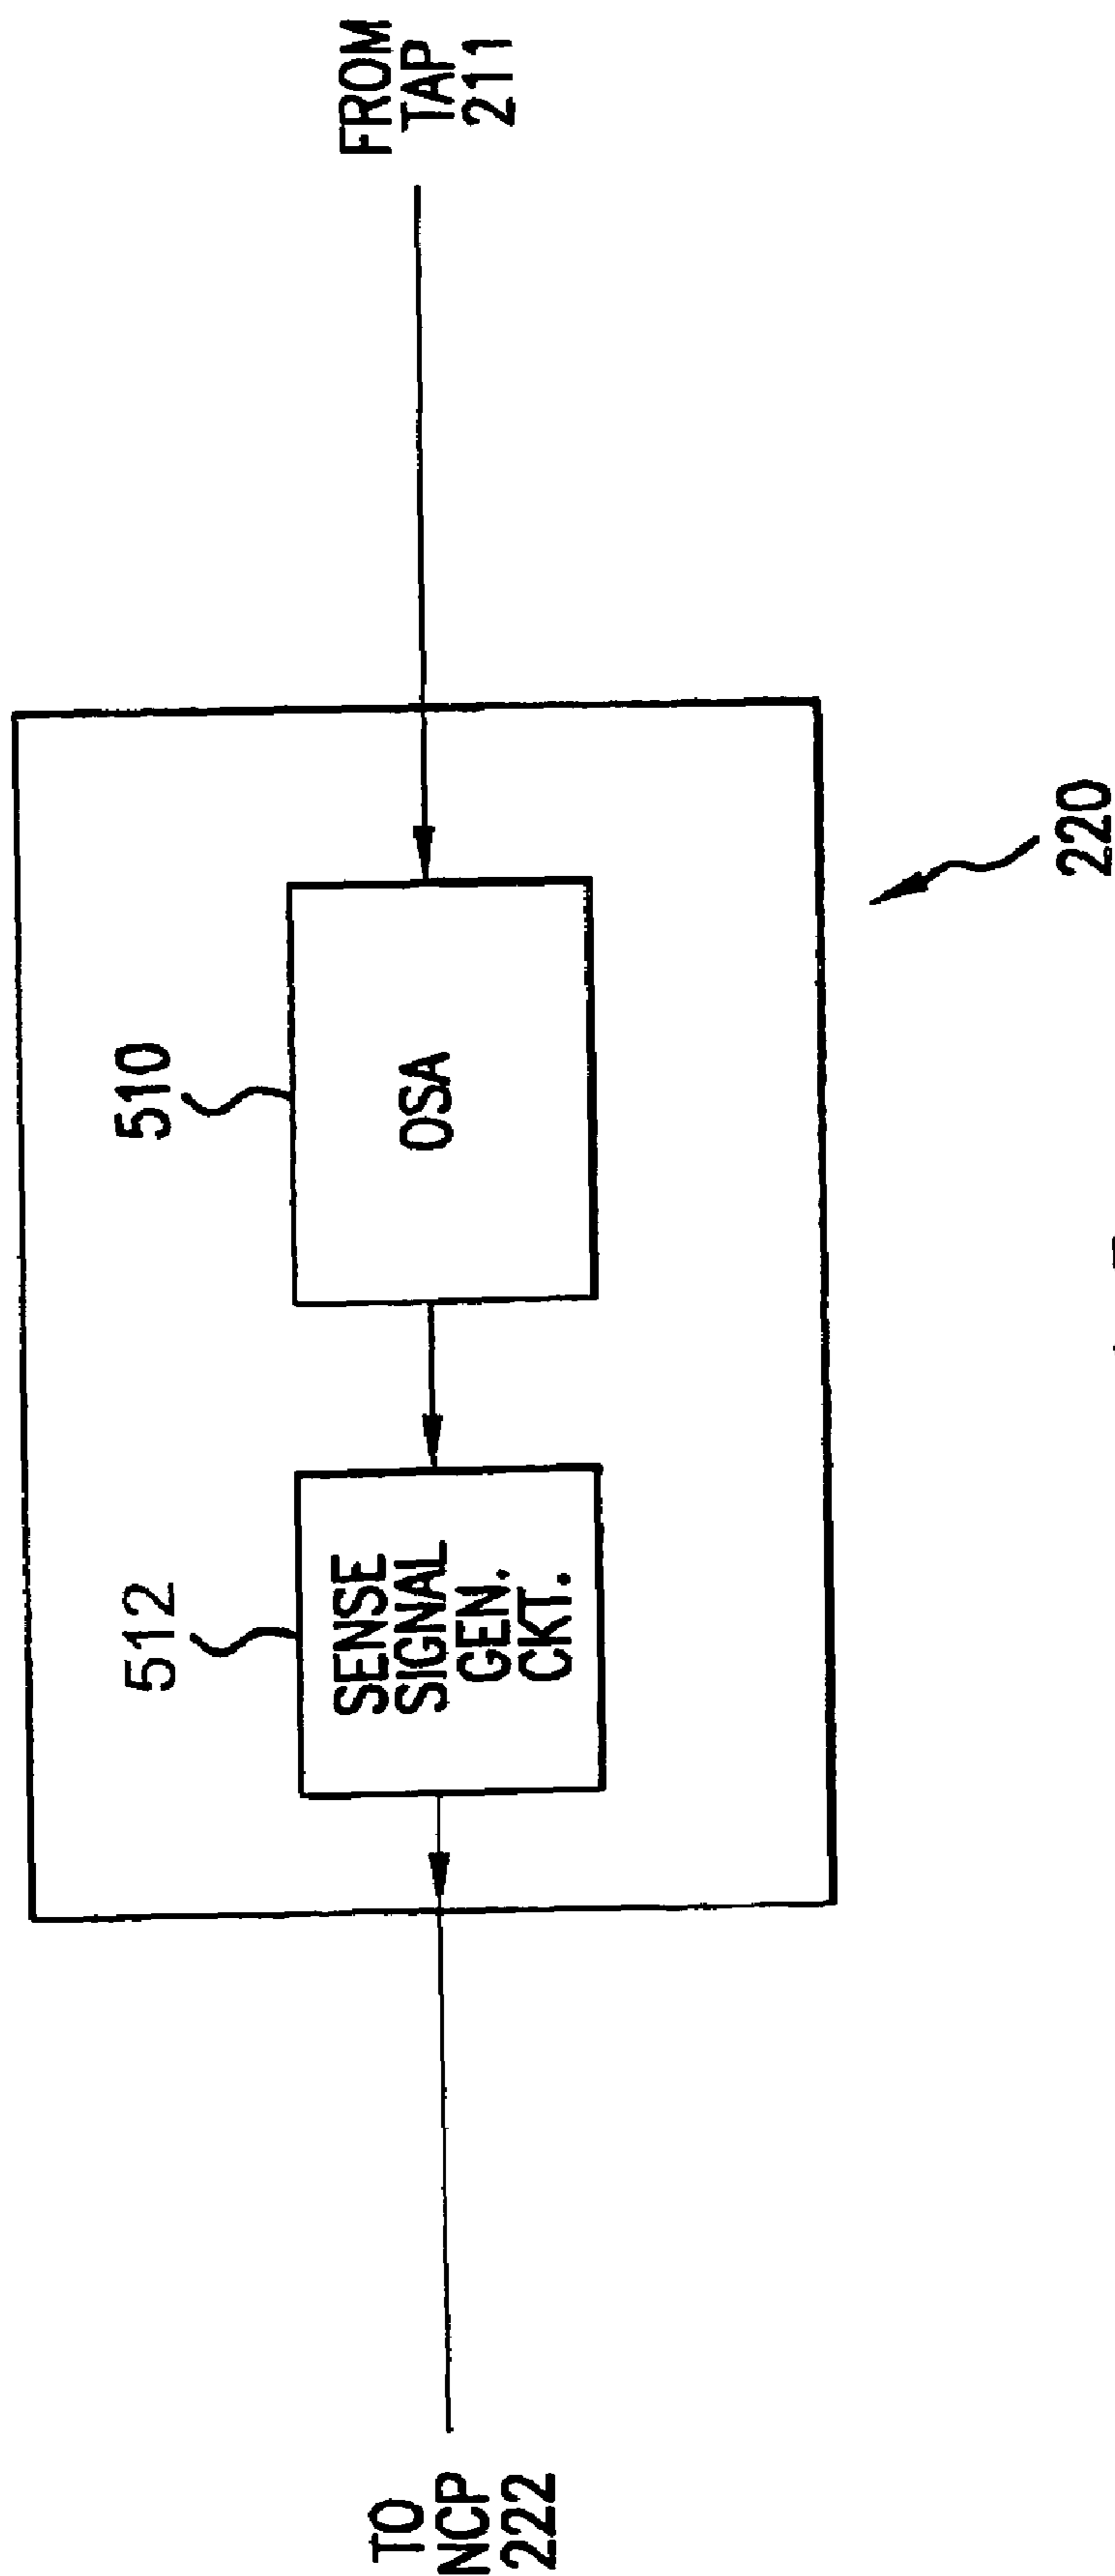 TO
NCP
222
512
SENSE
SIGNAL
GEN.
CKT.
510
OSA
FROM
TAP
211
220